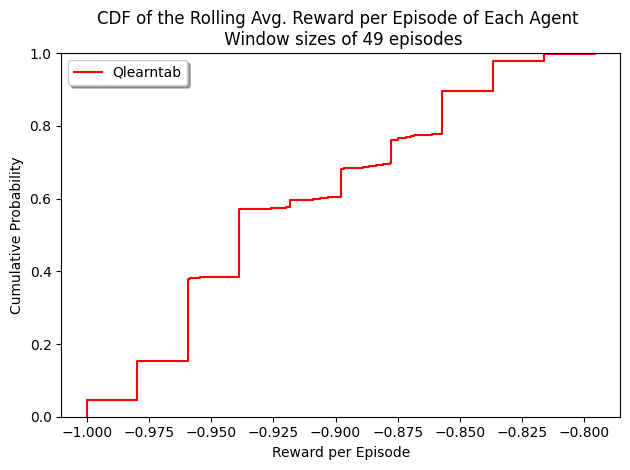 CDF of the Rolling Avg. Reward per Episode of Each Agent
Window sizes of 49 episodes
Qlearntab
Cumulative Probability
1.0
0.8
0.6
0.4
0.2
0.0
−1.000 −0.975 −0.950 −0.925 −0.900 −0.875 −0.850 −0.825 −0.800
Reward per Episode